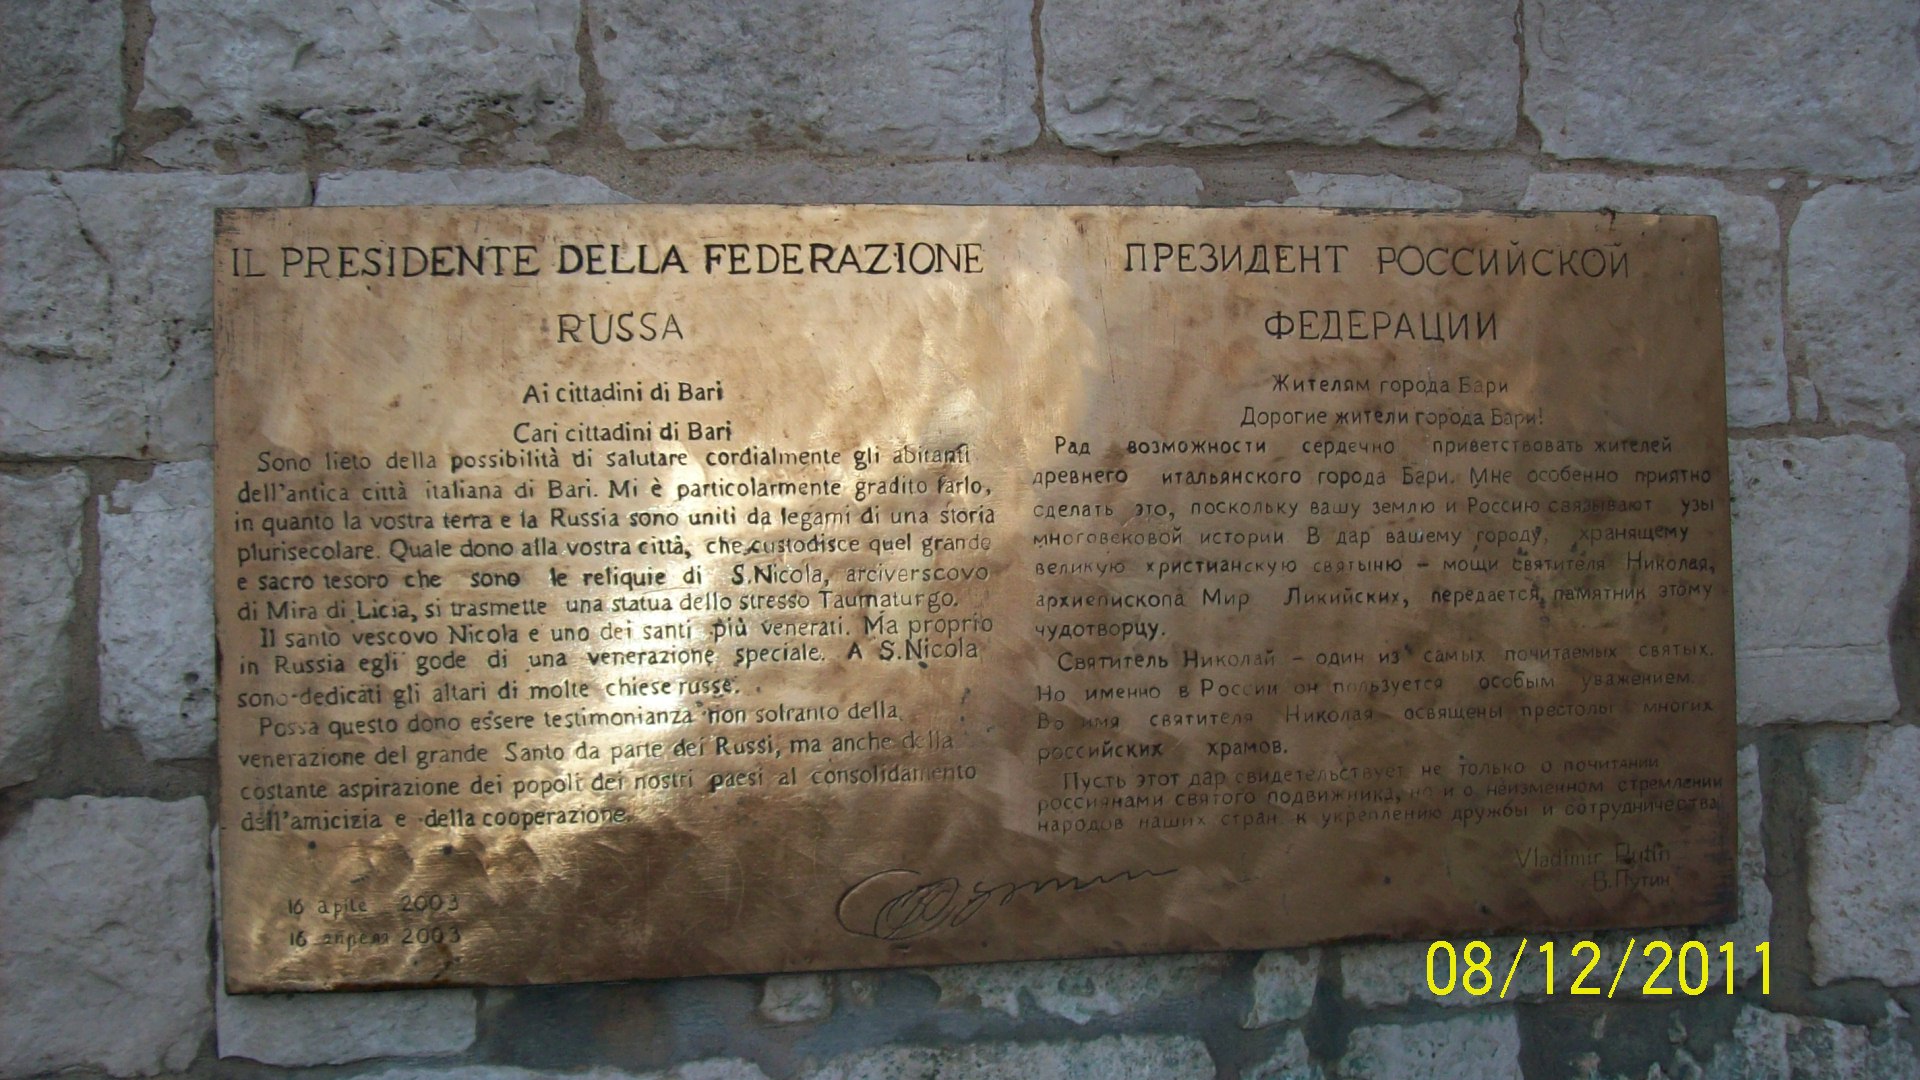 IL PRESIDENTE DELLA FEDERAZIONE
RUSSA
Ai cittadini di Bari
Cari cittadini di Bari
Sono lieto della possibilità di salutare cordialmente gli abitanti
dell'antica città italiana di Bari. Mi è particolarmente gradito farlo,
in quanto la vostra terra e la Russia sono uniti da legami di una storia
plurisecolare. Quale dono alla vostra città, che custodisce quel grande
e sacro tesoro che sono le reliquie di S.Nicola, arciverscovo
di Mira di Licia, si trasmette una statua dello stresso Taumaturgo.
Il santo vescovo Nicola e uno dei santi più venerati. Ma proprio
in Russia egli gode di una venerazione speciale. A S.Nicola
sono dedicati gli altari di molte chiese russe.
Possa questo dono essere testimonianza non soltanto della
venerazione del grande Santo da parte dei Russi, ma anche della
costante aspirazione dei popoli dei nostri paesi al consolidamento
dell'amicizia e della cooperazione.
16 apile 2003
16 апреля 2003
ПРЕЗИДЕНТ РОССИЙСКОЙ
ФЕДЕРАЦИИ
Жителям города Бари
Дорогие жители города Бари!
Рад возможности сердечно приветствовать жителей
древнего итальянского города Бари. Мне особенно приятно
сделать это, поскольку вашу землю и Россию связывают узы
многовековой истории. В дар вашему городу, хранящему
великую христианскую святыню – мощи святителя Николая,
архиепископа Мир Ликийских, передается памятник этому
чудотворцу.
Святитель Николай – один из самых почитаемых святых.
Но именно в России он пользуется особым уважением.
Во имя святителя Николая освящены престолы многих
российских храмов.
Пусть этот дар свидетельствует не только о почитании
россиянами святого подвижника, но и о неизменном стремлении
народов наших стран к укреплению дружбы и сотрудничества
Vladimir Putin
В.Путин
08/12/2011